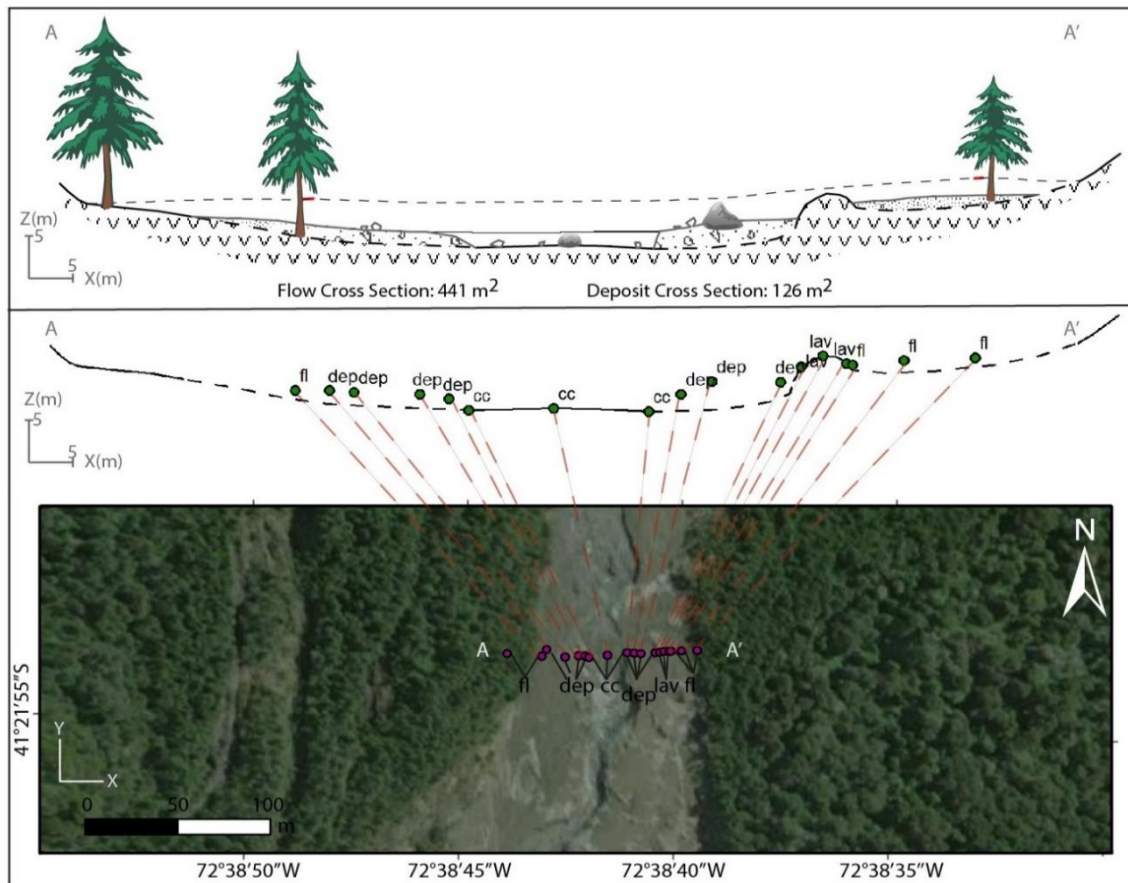 A A'
Z(m)
5
5
X(m)
Flow Cross Section: 441 m2 Deposit Cross Section: 126 m2
A A'
fl dep dep dep dep cc cc cc dep dep dep lav lav lav fl fl fl
Z(m)
5
5
X(m)
N
A A'
fl dep cc dep lav fl
41°21'55"S
Y
X
0 50 100
m
72°38'50"W 72°38'45"W 72°38'40"W 72°38'35"W